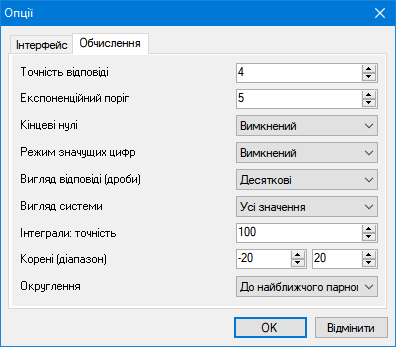 Опції
Інтерфейс Обчислення
Точність відповіді 4
Експоненційний поріг 5
Кінцеві нулі Вимкнений
Режим значущих цифр Вимкнений
Вигляд відповіді (дроби) Десяткові
Вигляд системи Усі значення
Інтеграли: точність 100
Корені (діапазон) -20 20
Округлення До найближчого парног
OK Відмінити